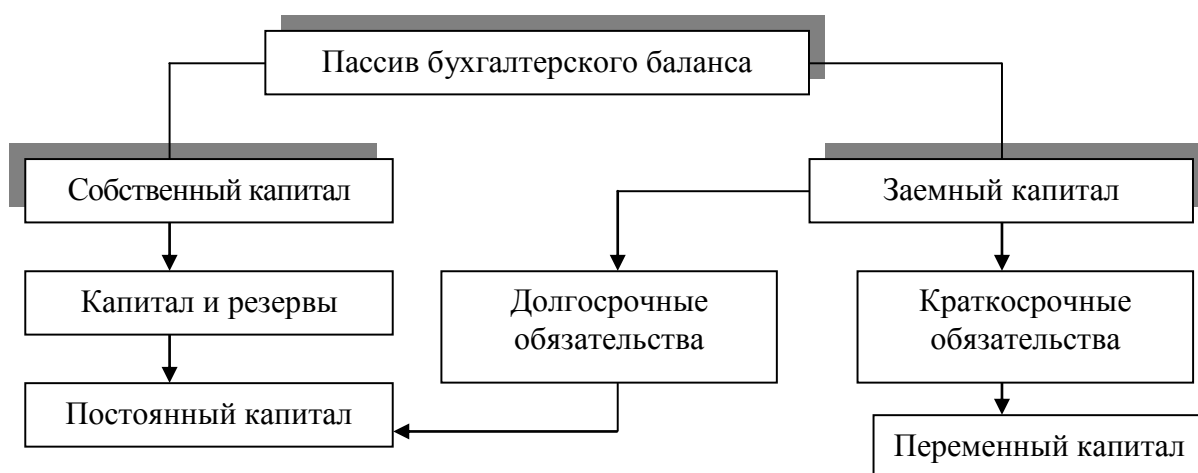 Пассив бухгалтерского баланса
Собственный капитал
Заемный капитал
Капитал и резервы
Долгосрочные
обязательства
Краткосрочные
обязательства
Постоянный капитал
Переменный капитал